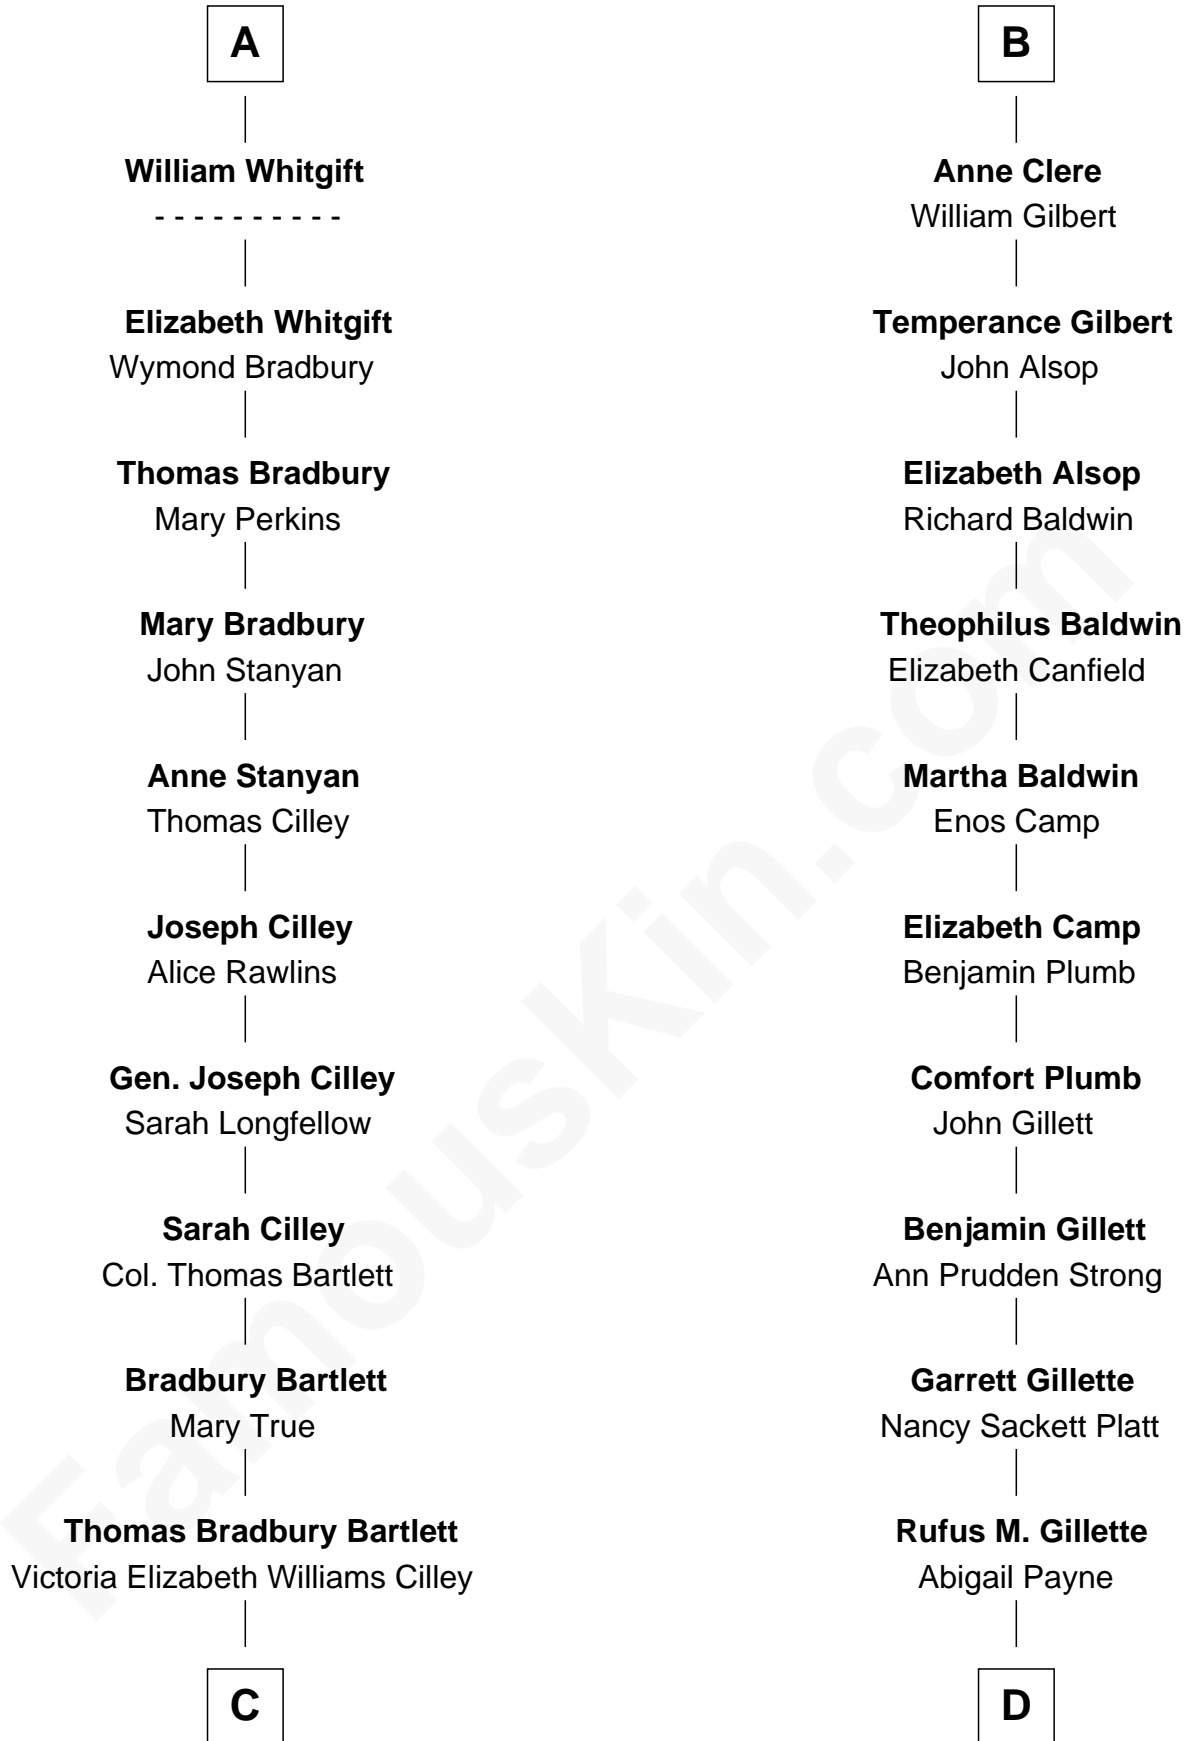 A
William Whitgift
- - - - - - - - - -
Elizabeth Whitgift
Wymond Bradbury
Thomas Bradbury
Mary Perkins
Mary Bradbury
John Stanyan
Anne Stanyan
Thomas Cilley
Joseph Cilley
Alice Rawlins
Gen. Joseph Cilley
Sarah Longfellow
Sarah Cilley
Col. Thomas Bartlett
Bradbury Bartlett
Mary True
Thomas Bradbury Bartlett
Victoria Elizabeth Williams Cilley
C
B
Anne Clere
William Gilbert
Temperance Gilbert
John Alsop
Elizabeth Alsop
Richard Baldwin
Theophilus Baldwin
Elizabeth Canfield
Martha Baldwin
Enos Camp
Elizabeth Camp
Benjamin Plumb
Comfort Plumb
John Gillett
Benjamin Gillett
Ann Prudden Strong
Garrett Gillette
Nancy Sackett Platt
Rufus M. Gillette
Abigail Payne
D
FamousKin.com